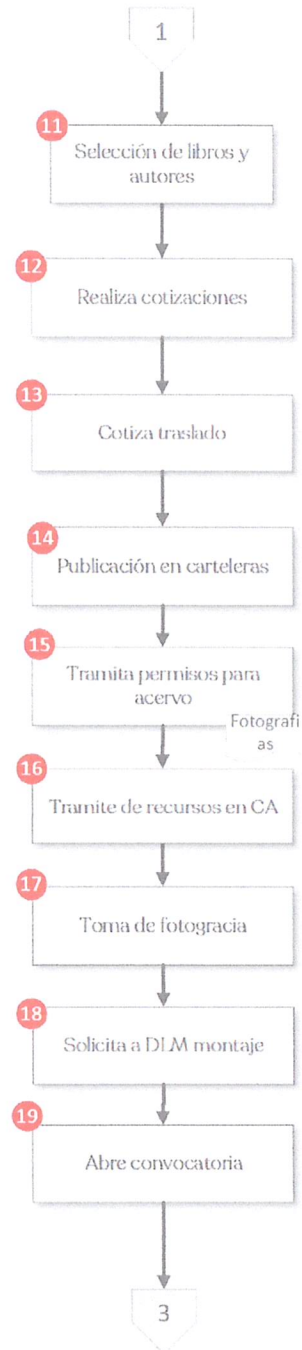 1
11
Selección de libros y
autores
12
Realiza cotizaciones
13
Cotiza traslado
14
Publicación en carteleras
15
Tramita permisos para
acervo
Fotografi
as
16
Tramite de recursos en CA
17
Toma de fotogracia
18
Solicita a DLM montaje
19
Abre convocatoria
3